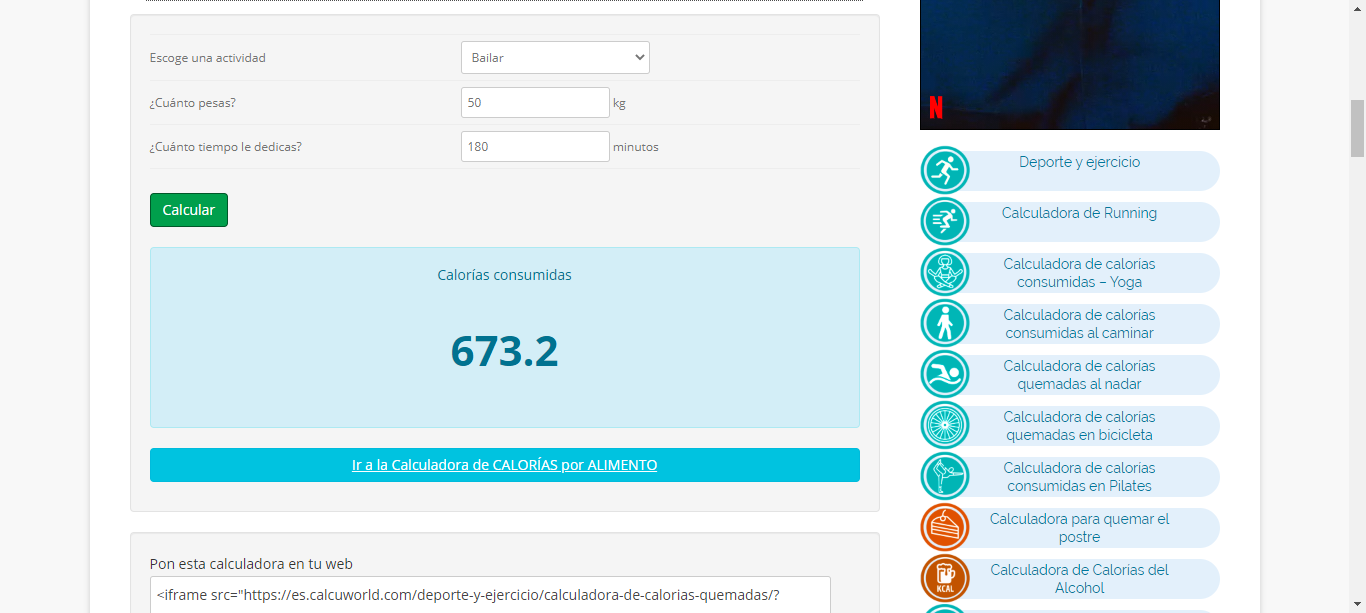 Escoge una actividad
Bailar
¿Cuánto pesas?
50
kg
¿Cuánto tiempo le dedicas?
180
minutos
Calcular
Calorías consumidas
673.2
Ir a la Calculadora de CALORÍAS por ALIMENTO
Pon esta calculadora en tu web
<iframe src="https://es.calcuworld.com/deporte-y-ejercicio/calculadora-de-calorias-quemadas/?
N
Deporte y ejercicio
Calculadora de Running
Calculadora de calorías
consumidas – Yoga
Calculadora de calorías
consumidas al caminar
Calculadora de calorías
quemadas al nadar
Calculadora de calorías
quemadas en bicicleta
Calculadora de calorías
consumidas en Pilates
Calculadora para quemar el
postre
KCAL
Calculadora de Calorías del
Alcohol